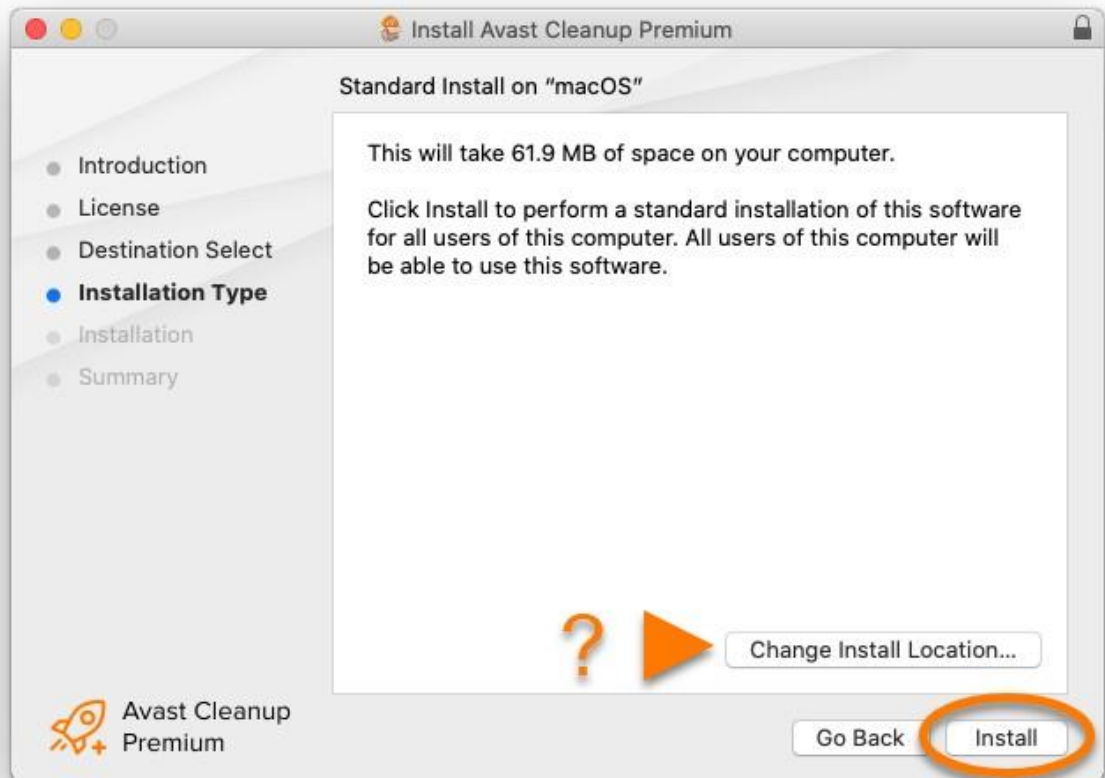 Install Avast Cleanup Premium
Standard Install on "macOS"
Introduction
License
Destination Select
Installation Type
Installation
Summary
This will take 61.9 MB of space on your computer.
Click Install to perform a standard installation of this software
for all users of this computer. All users of this computer will
be able to use this software.
?
Change Install Location...
Avast Cleanup
Premium
Go Back
Install